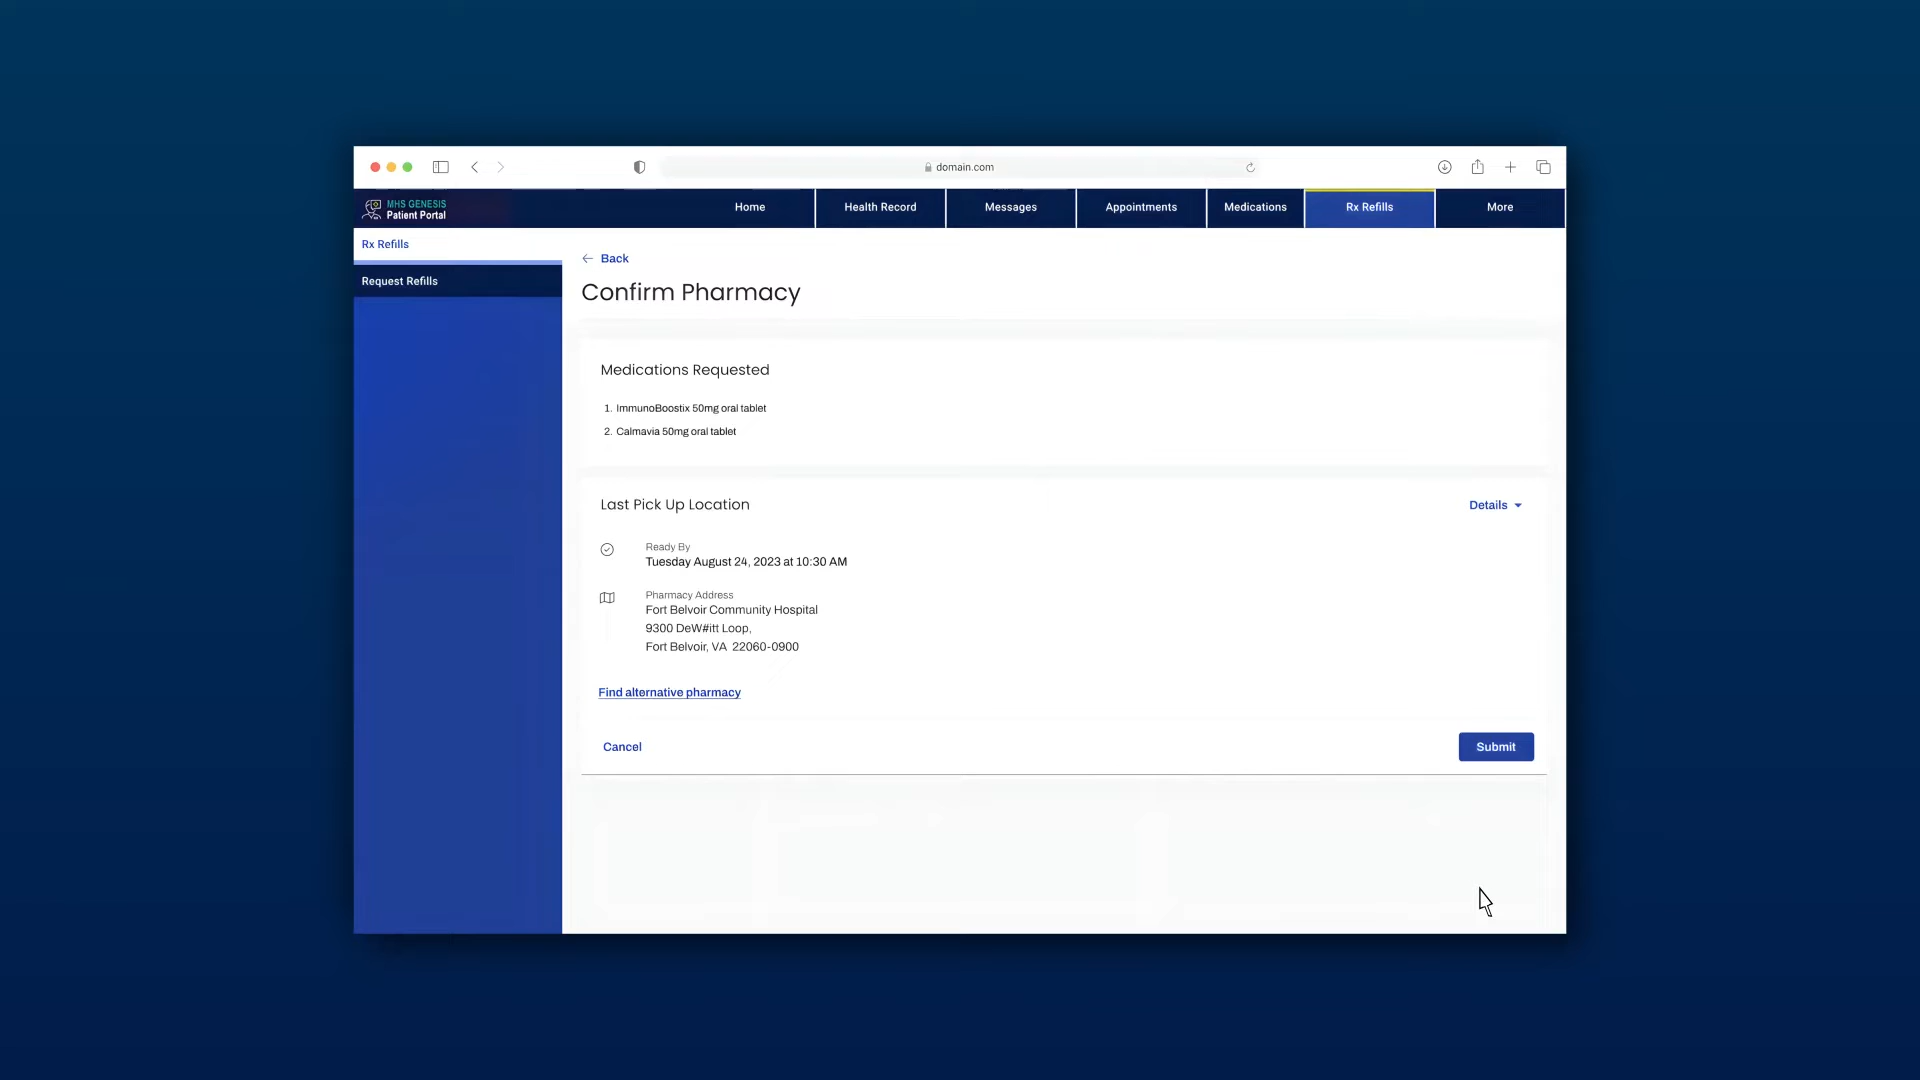 domain.com
MHS GENESIS
Patient Portal
Home
Health Record
Messages
Appointments
Medications
Rx Refills
More
Rx Refills
Request Refills
Back
Confirm Pharmacy
Medications Requested
1. ImmunoBoostix 50mg oral tablet
2. Calmavia 50mg oral tablet
Last Pick Up Location
Details
Ready By
Tuesday August 24, 2023 at 10:30 AM
Pharmacy Address
Fort Belvoir Community Hospital
9300 DeW#itt Loop,
Fort Belvoir, VA 22060-0900
Find alternative pharmacy
Cancel
Submit